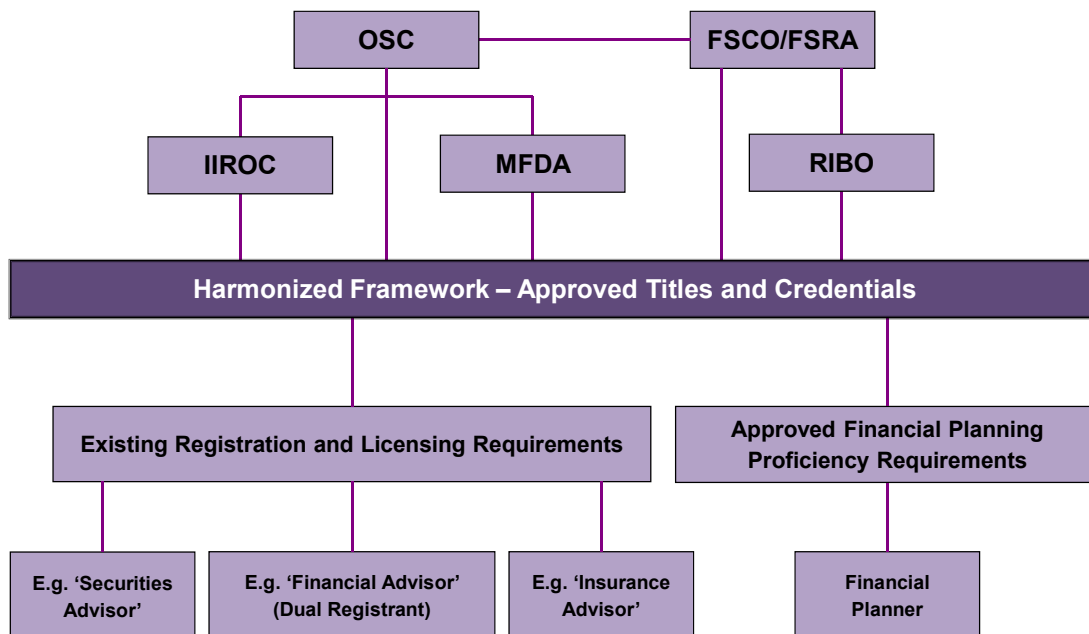 OSC
FSCO/FSRA
IIROC
MFDA
RIBO
Harmonized Framework – Approved Titles and Credentials
Existing Registration and Licensing Requirements
Approved Financial Planning
Proficiency Requirements
E.g. ‘Securities
Advisor’
E.g. ‘Financial Advisor’
(Dual Registrant)
E.g. ‘Insurance
Advisor’
Financial
Planner